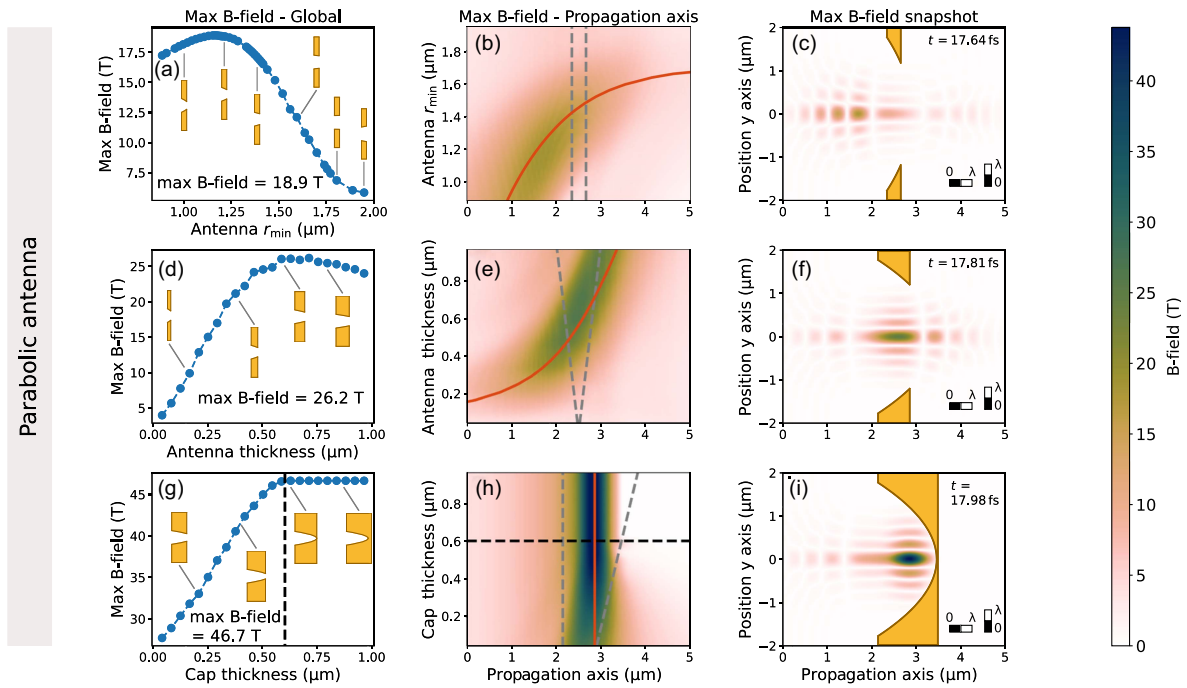 Parabolic antenna
Max B-field - Global
Max B-field - Propagation axis
Max B-field snapshot
(a)
Max B-field (T)
17.5
15.0
12.5
10.0
7.5
max B-field = 18.9 T
1.00 1.25 1.50 1.75 2.00
Antenna rmin (μm)
(b)
Antenna rmin (μm)
1.8
1.6
1.4
1.2
1.0
0 1 2 3 4 5
(c)
t = 17,64 fs
Position y axis (μm)
2
1
0
−1
−2
0 λ
λ
0
0 1 2 3 4 5
(d)
Max B-field (T)
25
20
15
10
5
max B-field = 26.2 T
0.00 0.25 0.50 0.75 1.00
Antenna thickness (μm)
(e)
Antenna thickness (μm)
0.8
0.6
0.4
0.2
0 1 2 3 4 5
(f)
t = 17,81 fs
Position y axis (μm)
2
1
0
−1
−2
0 λ
λ
0
0 1 2 3 4 5
(g)
Max B-field (T)
45
40
35
30
max B-field
= 46.7 T
0.00 0.25 0.50 0.75 1.00
Cap thickness (μm)
(h)
Cap thickness (μm)
0.8
0.6
0.4
0.2
0 1 2 3 4 5
Propagation axis (μm)
(i)
t =
17,98 fs
Position y axis (μm)
2
1
0
−1
−2
0 λ
λ
0
0 1 2 3 4 5
Propagation axis (μm)
40
35
30
25
20
15
10
5
0
B-field (T)